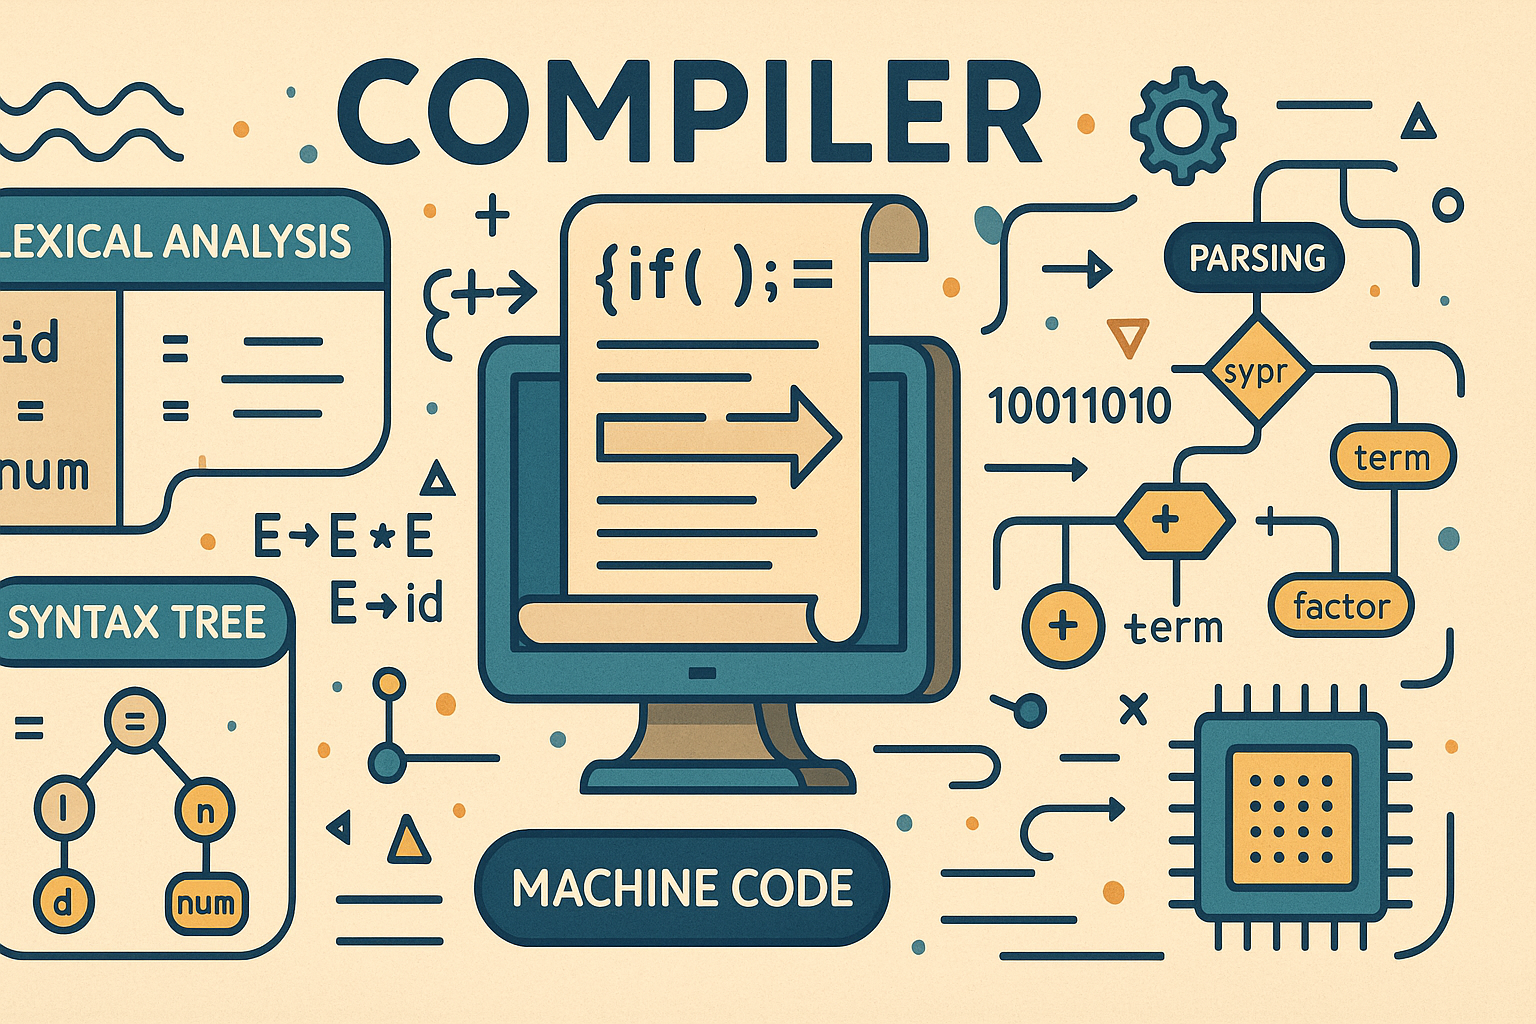 COMPILER
LEXICAL ANALYSIS
id =
= =
num
{+→
{if( );=
E→E*E
E→id
SYNTAX TREE
=
=
l n
d num
MACHINE CODE
PARSING
sypr
10011010
term
+
+
+
term
factor